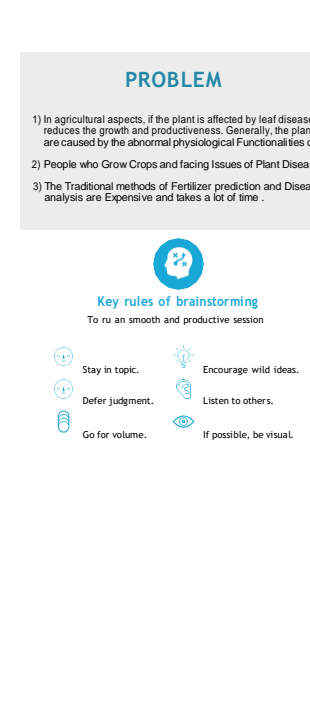 PROBLEM
1) In agricultural aspects, if the plant is affected by leaf
reduces the growth and productiveness. Generally, the
are caused by the abnormal physiological Functionalities
2) People who Grow Crops and facing Issues of Plant
3) The Traditional methods of Fertilizer prediction and
analysis are Expensive and takes a lot of time .
Key rules of brainstorming
To ru an smooth and productive session
Stay in topic.
Encourage wild ideas.
Defer judgment.
Listen to others.
Go for volume.
If possible, be visual.